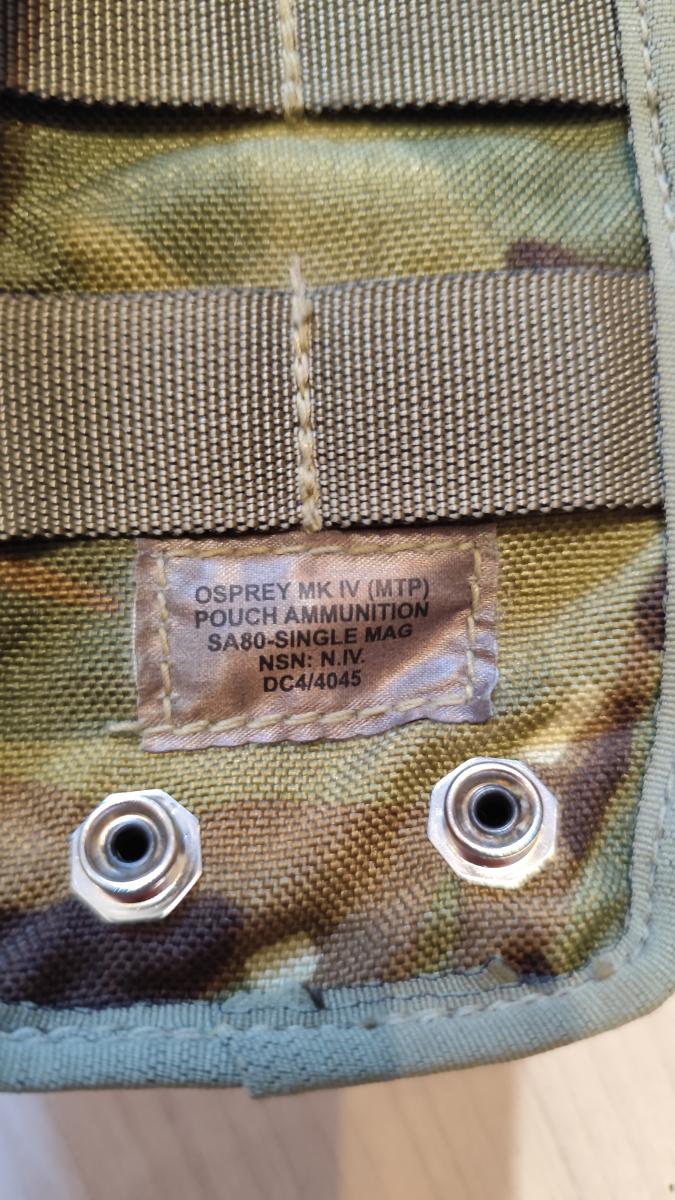 OSPREY MK IV (MTP)
POUCH AMMUNITION
SA80-SINGLE MAG
NSN: N.IV.
DC4/4045